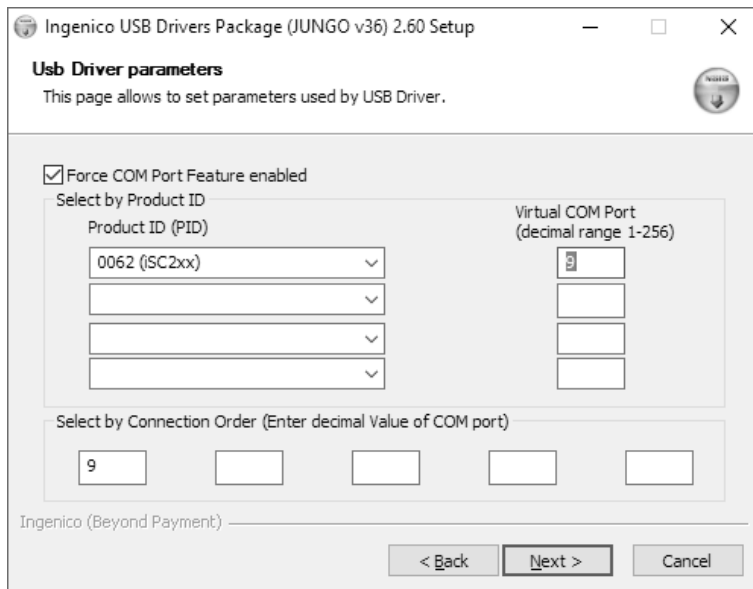 Ingenico USB Drivers Package (JUNGO v36) 2.60 Setup
Usb Driver parameters
This page allows to set parameters used by USB Driver.
Force COM Port Feature enabled
Select by Product ID
Product ID (PID)
Virtual COM Port
(decimal range 1-256)
0062 (iSC2xx)
9
Select by Connection Order (Enter decimal Value of COM port)
9
Ingenico (Beyond Payment)
< Back
Next >
Cancel